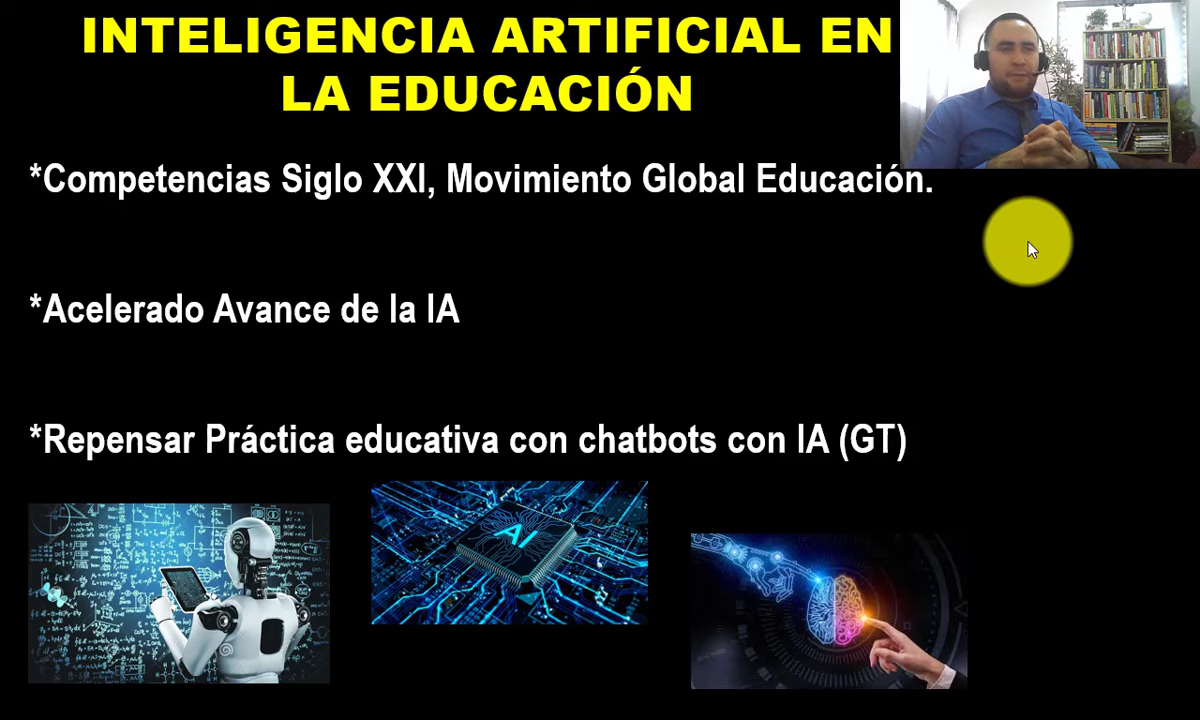 INTELIGENCIA ARTIFICIAL EN
LA EDUCACIÓN
*Competencias Siglo XXI, Movimiento Global Educación.
*Acelerado Avance de la IA
*Repensar Práctica educativa con chatbots con IA (GT)
AI